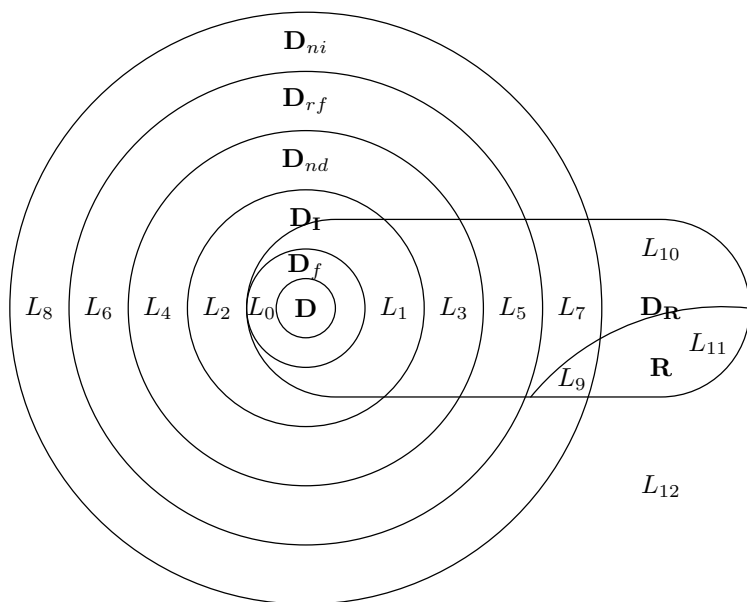 D_{ni}
D_{rf}
D_{nd}
D_I
L_{10}
D_f
L_8 L_6 L_4 L_2 L_0 D L_1 L_3 L_5 L_7 D_R
L_{11}
R
L_9
L_{12}